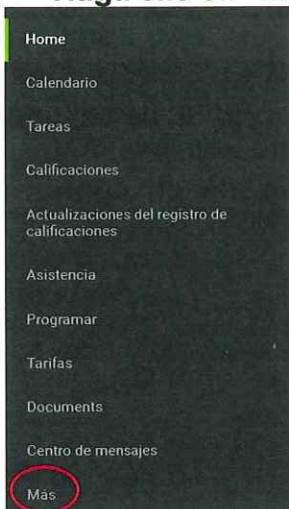 Home
Calendario
Tareas
Calificaciones
Actualizaciones del registro de
calificaciones
Asistencia
Programar
Tarifas
Documents
Centro de mensajes
Más